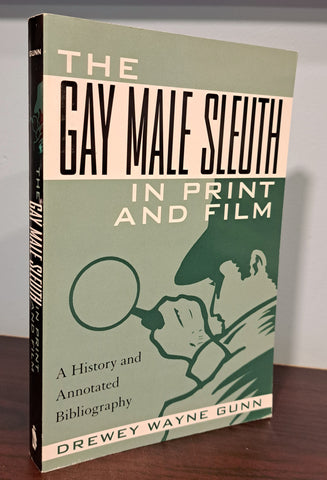 THE
GAY MALE SLEUTH
IN PRINT
AND FILM
A History and
Annotated
Bibliography
DREWEY WAYNE GUNN
GUNN
THE
GAY MALE SLEUTH
IN PRINT
AND FILM